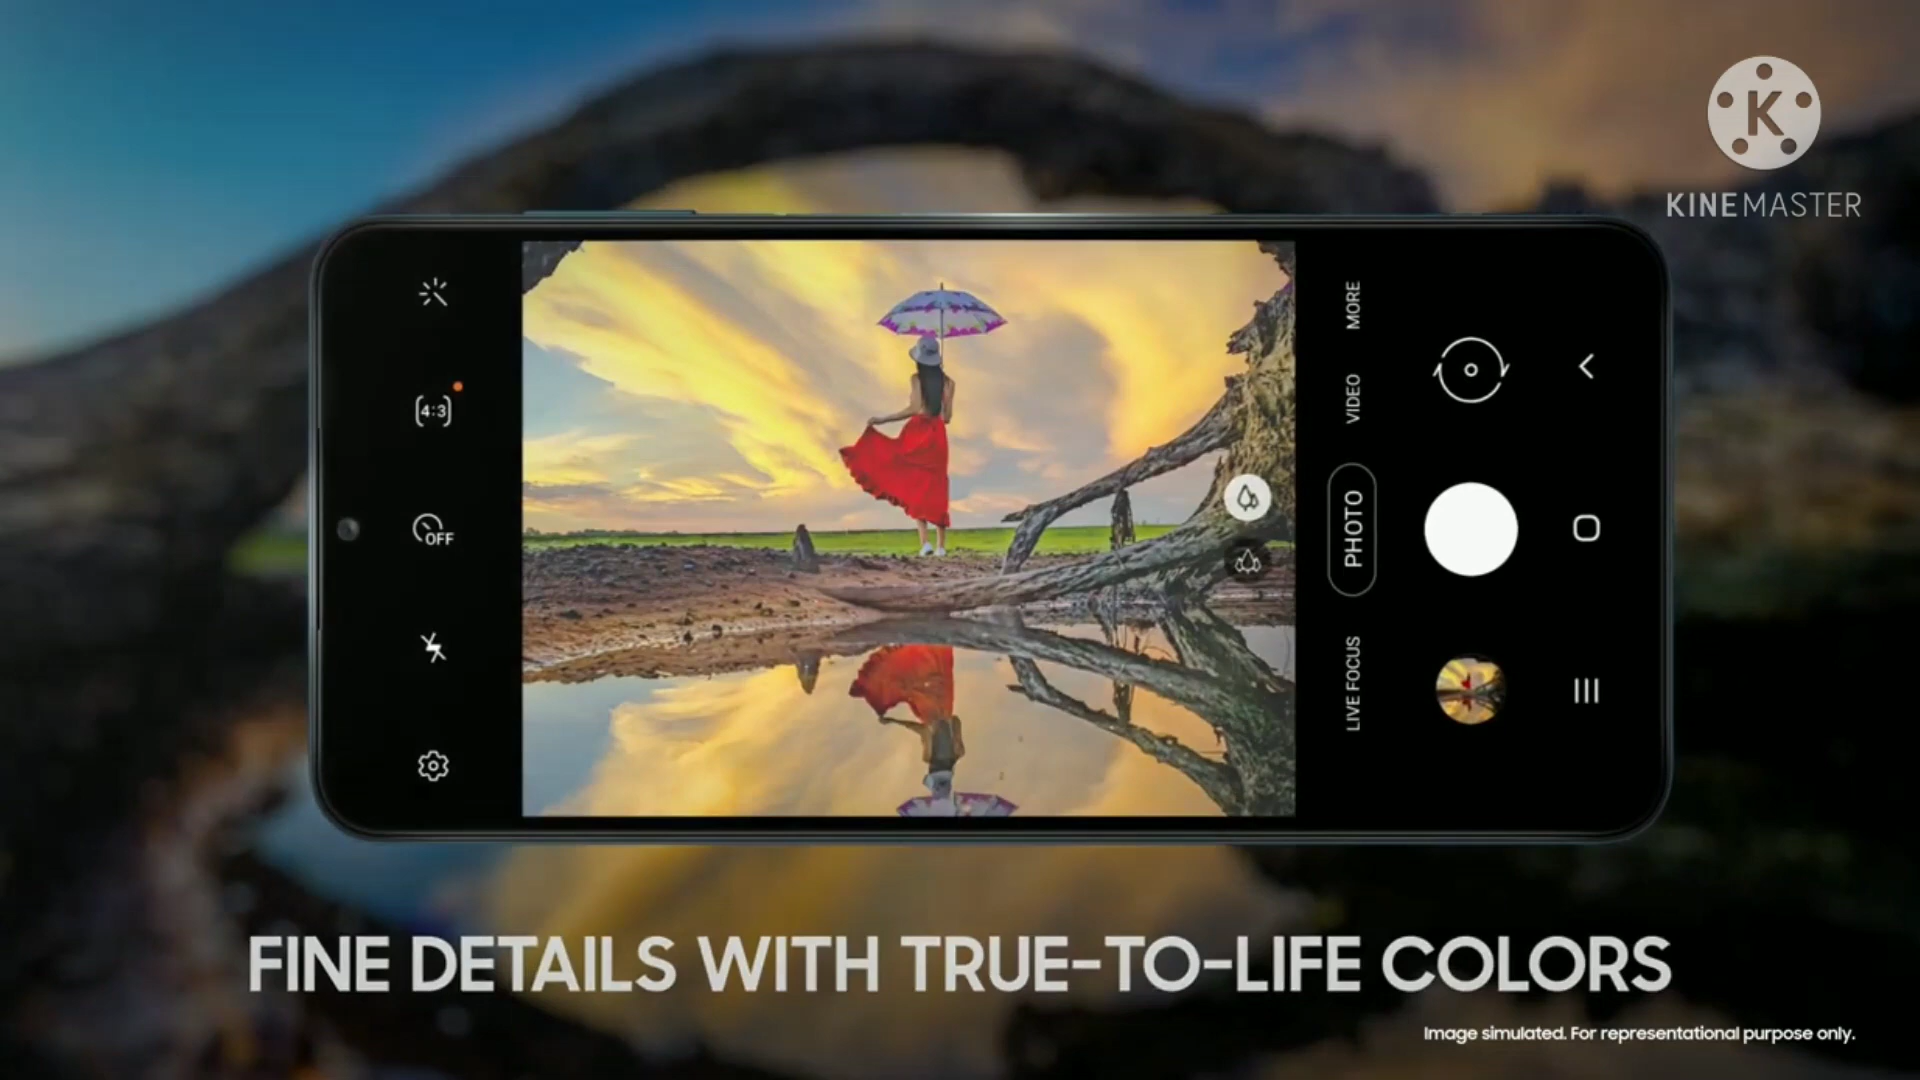 K
KINEMASTER
4:3
OFF
MORE
VIDEO
PHOTO
LIVE FOCUS
FINE DETAILS WITH TRUE-TO-LIFE COLORS
Image simulated. For representational purpose only.